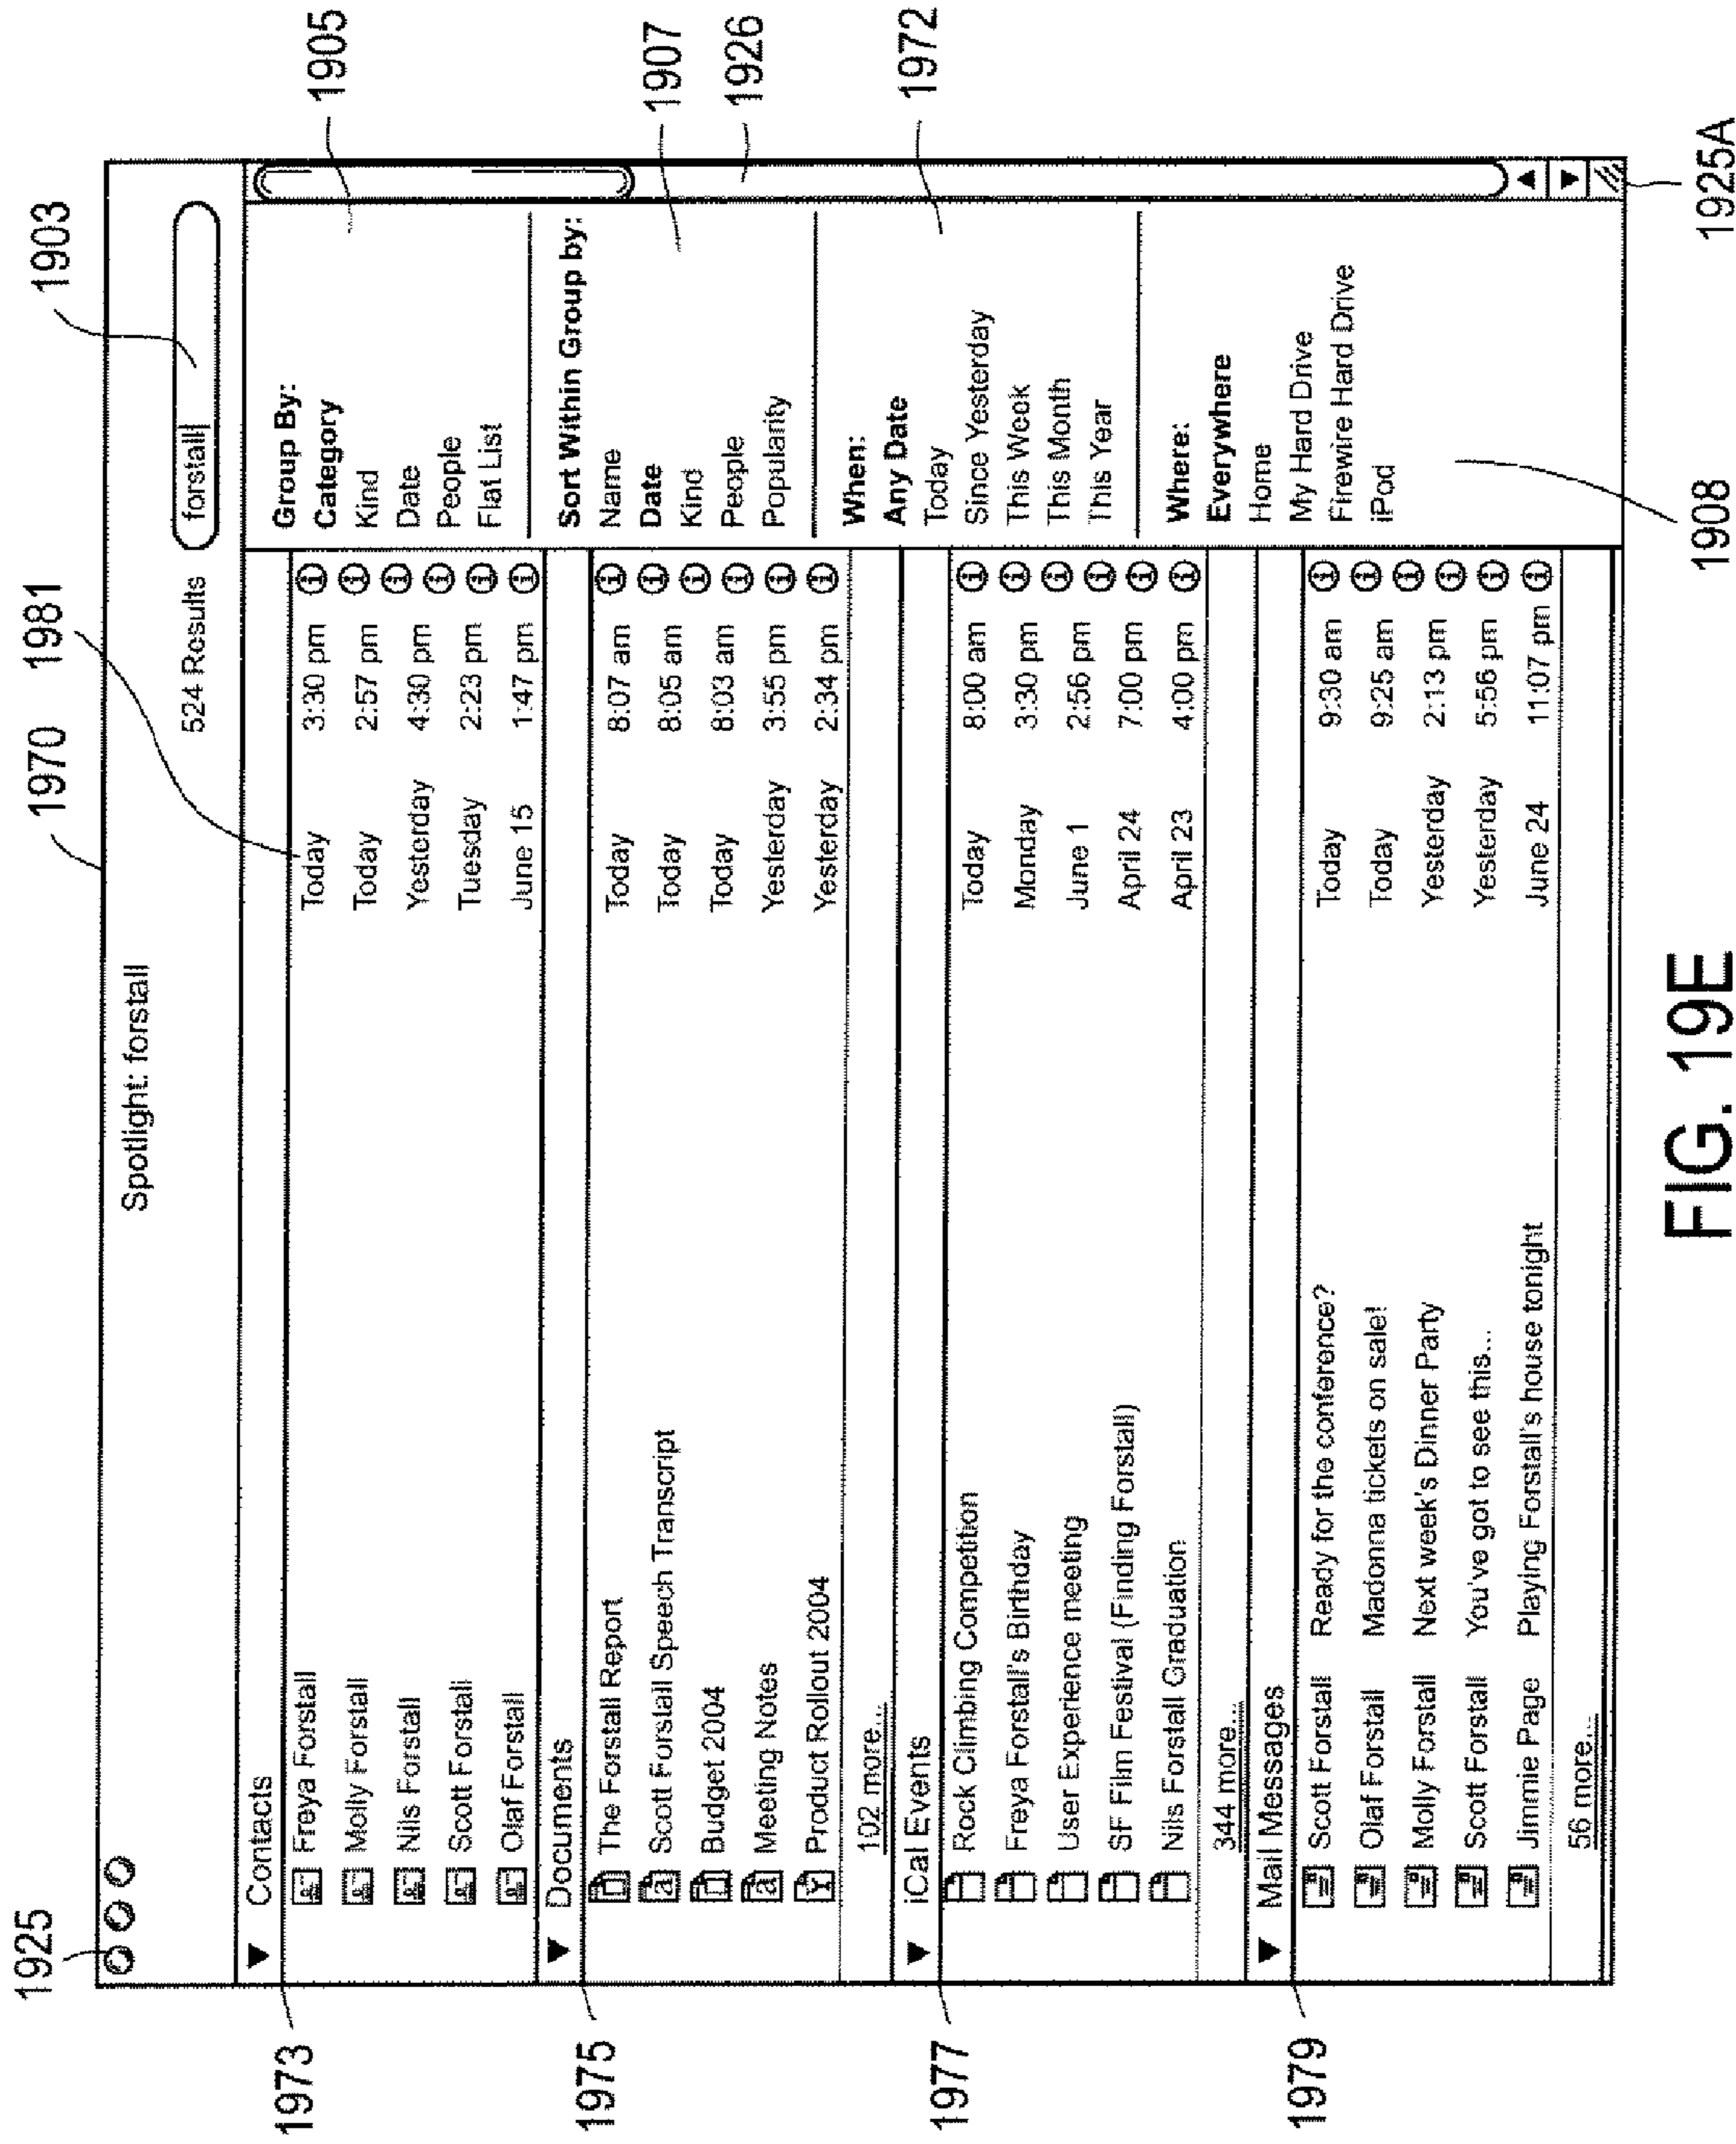 1925
1970
1981
1903
1905
1907
1926
1972
Spotlight: forstall
524 Results
forstall
1973
Contacts
Freya Forstall Today 3:30 pm
Molly Forstall Today 2:57 pm
Nils Forstall Yesterday 4:30 pm
Scott Forstall Tuesday 2:23 pm
Olaf Forstall June 15 1:47 pm
1975
Documents
The Forstall Report Today 8:07 am
Scott Forstall Speech Transcript Today 8:05 am
Budget 2004 Today 8:03 am
Meeting Notes Yesterday 3:55 pm
Product Rollout 2004 Yesterday 2:34 pm
102 more...
1977
iCal Events
Rock Climbing Competition Today 8:00 am
Freya Forstall's Birthday Monday 3:30 pm
User Experience meeting June 1 2:56 pm
SF Film Festival (Finding Forstall) April 24 7:00 pm
Nils Forstall Graduation April 23 4:00 pm
344 more...
1979
Mail Messages
Scott Forstall Ready for the conference? Today 9:30 am
Olaf Forstall Madonna tickets on sale! Today 9:25 am
Molly Forstall Next week's Dinner Party Yesterday 2:13 pm
Scott Forstall You've got to see this... Yesterday 5:56 pm
Jimmie Page Playing Forstall's house tonight June 24 11:07 pm
56 more...
Group By:
Category
Kind
Date
People
Flat List
Sort Within Group by:
Name
Date
Kind
People
Popularity
When:
Any Date
Today
Since Yesterday
This Week
This Month
This Year
Where:
Everywhere
Home
My Hard Drive
Firewire Hard Drive
iPod
1908
1925A
FIG. 19E